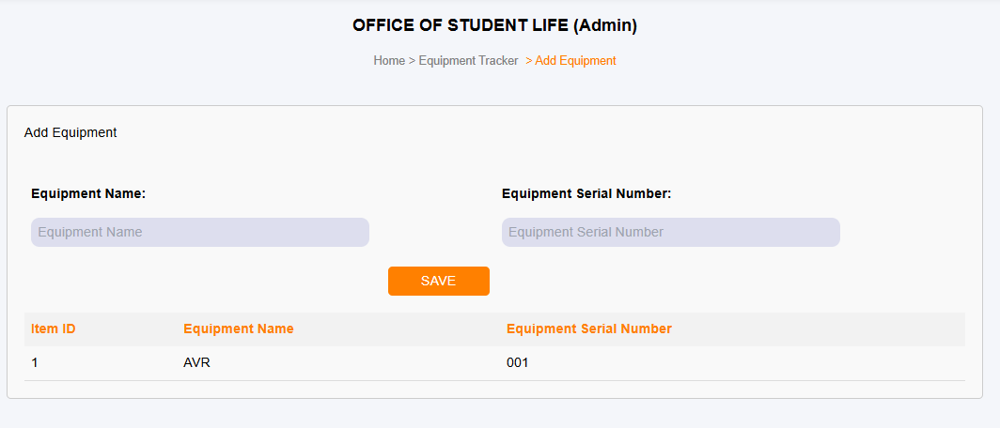 OFFICE OF STUDENT LIFE (Admin)
Home > Equipment Tracker > Add Equipment
Add Equipment
Equipment Name: Equipment Serial Number:
Equipment Name Equipment Serial Number
SAVE
Item ID Equipment Name Equipment Serial Number
1 AVR 001